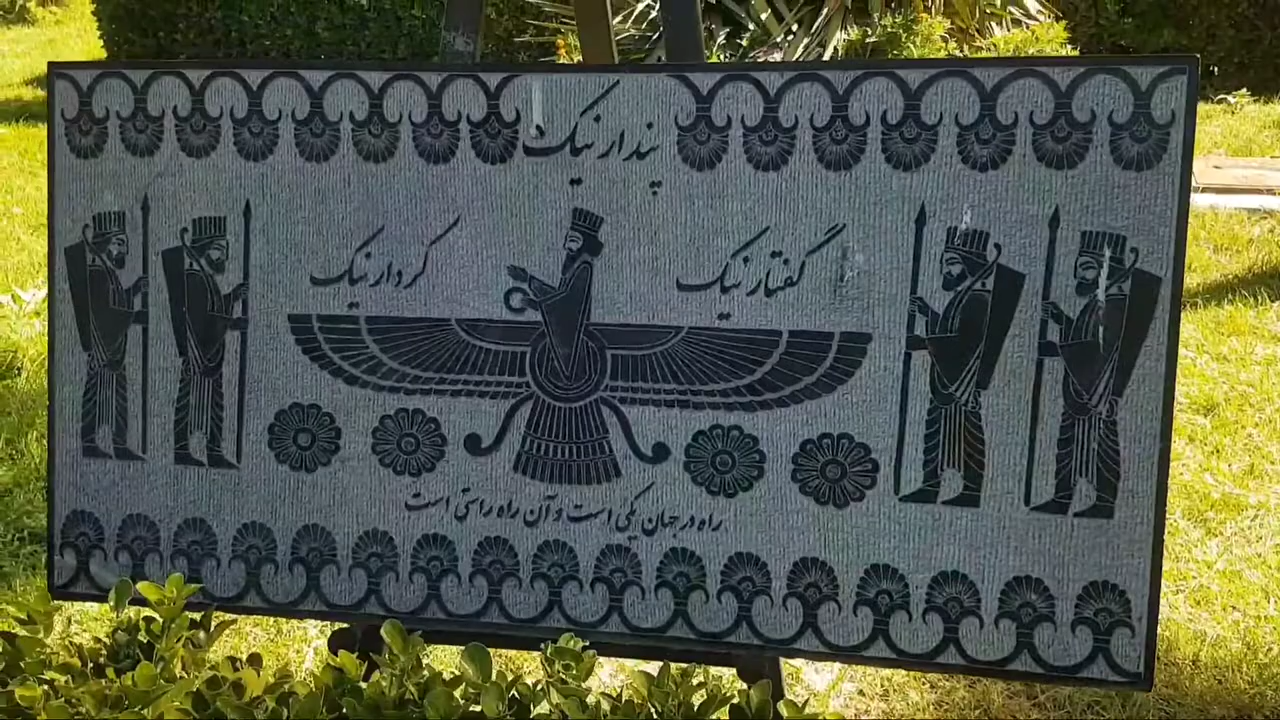 پندار نیک
گفتار نیک
کردار نیک
راه در جهان یکی است و آن راه راستی است